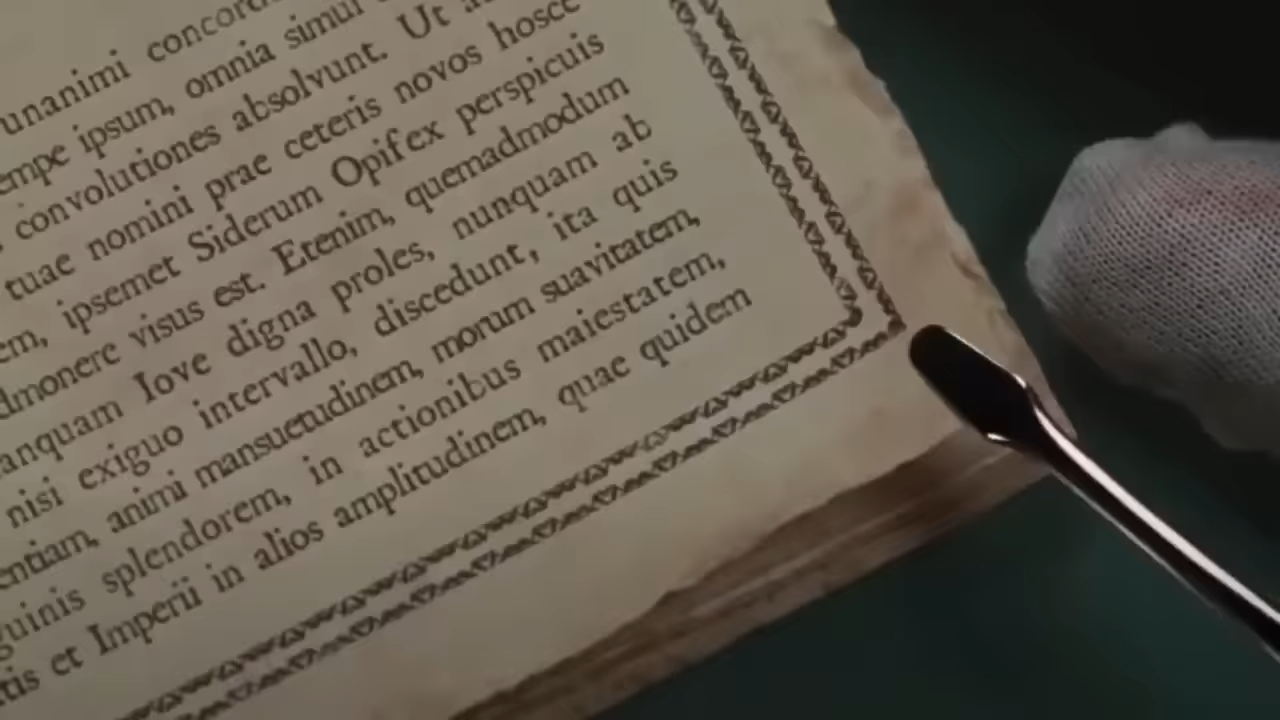 unanimi concord
empe ipsum, omnia simul
convolutiones absolvunt. Ut
tuae nomini prae ceteris novos hosce
em, ipsemet Siderum Opifex perspicuis
dmonere visus est. Etenim, quemadmodum
anquam Iove digna proles, nunquam ab
nisi exiguo intervallo, discedunt, ita quis
entiam, animi mansuetudinem, morum suavitatem,
guinis splendorem, in actionibus maiestatem,
tis et Imperii in alios amplitudinem, quae quidem